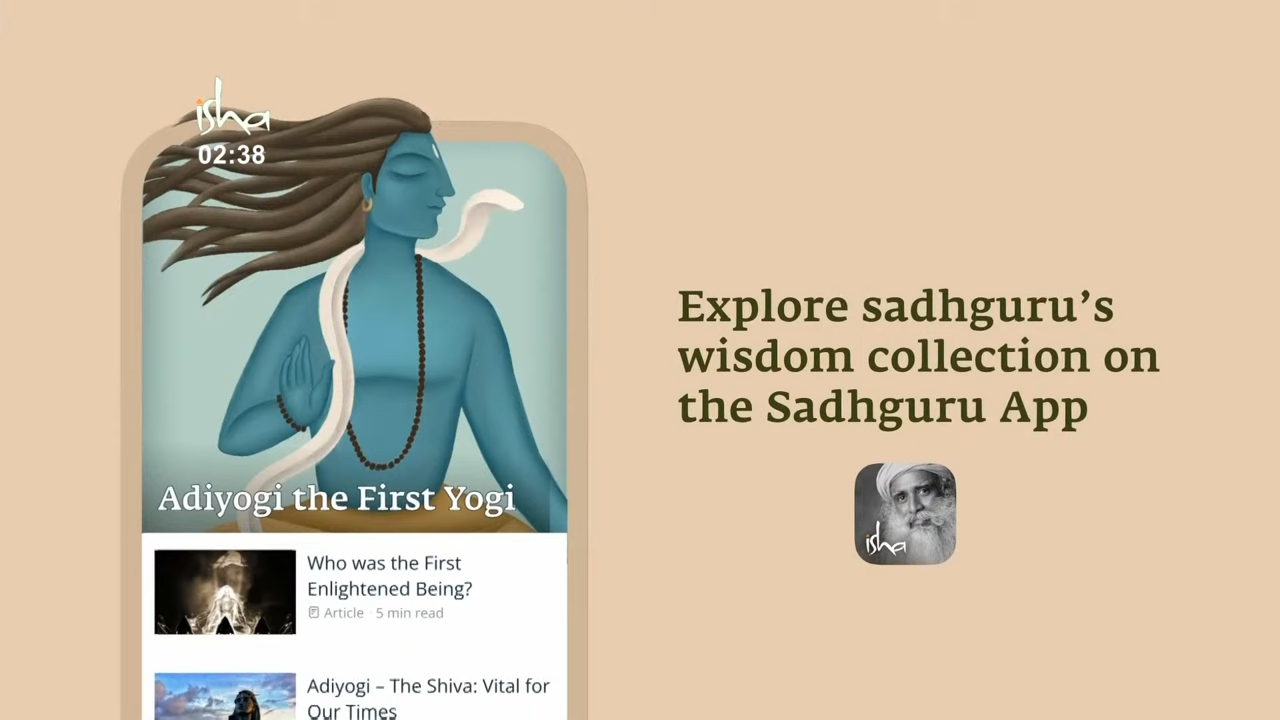 isha
02:38
Explore sadhguru’s
wisdom collection on
the Sadhguru App
isha
Adiyogi the First Yogi
Who was the First
Enlightened Being?
Article · 5 min read
Adiyogi – The Shiva: Vital for
Our Times